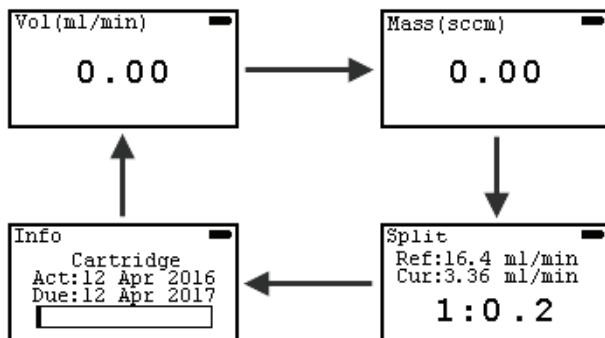 Vol(ml/min)
0.00
Mass(sccm)
0.00
Info
Cartridge
Act:12 Apr 2016
Due:12 Apr 2017
Split
Ref:16.4 ml/min
Cur:3.36 ml/min
1:0.2